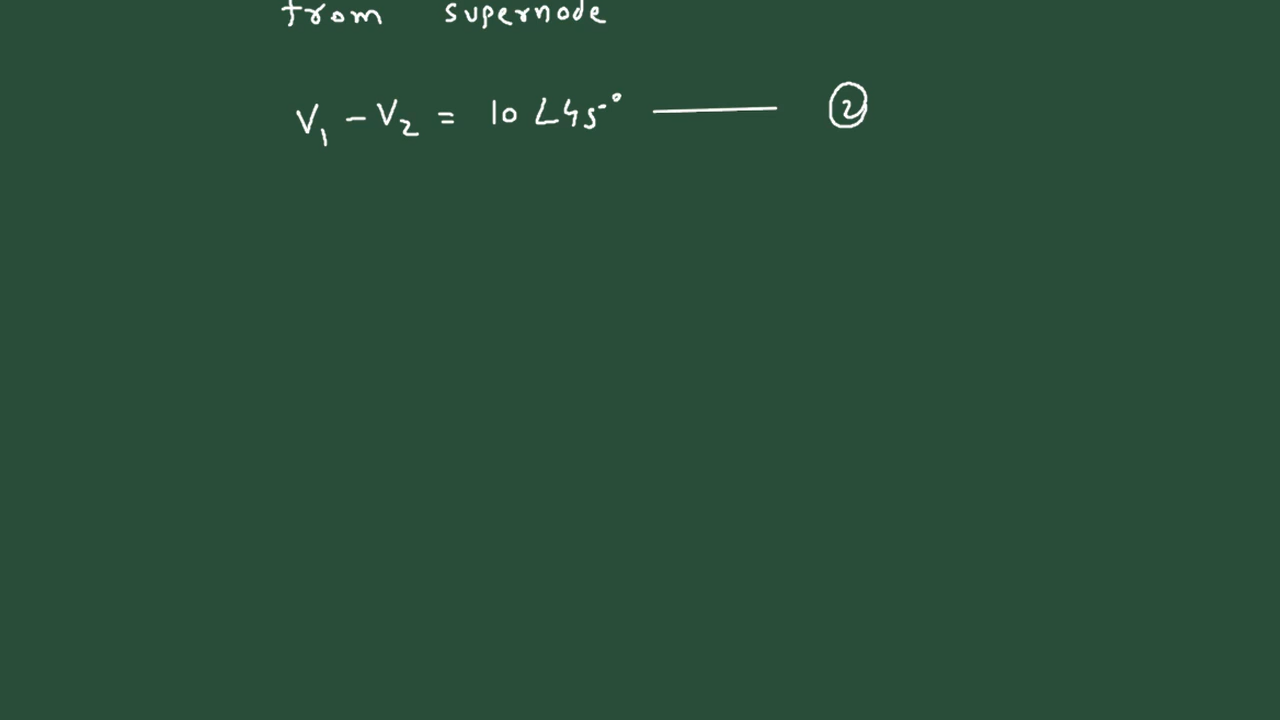 from supernode
V₁ - V₂ = 10 ∠45° ——— ②